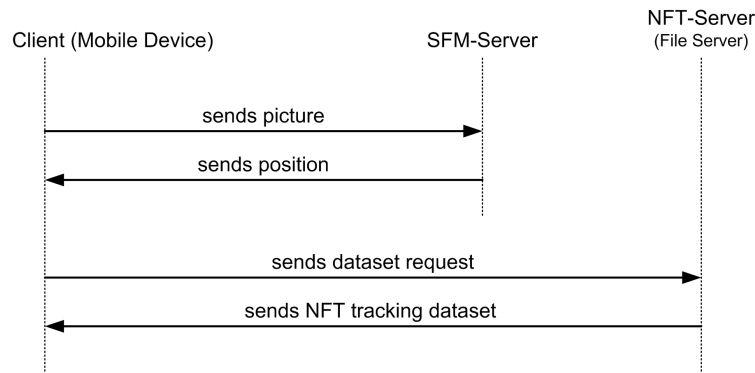 Client (Mobile Device)
SFM-Server
NFT-Server
(File Server)
sends picture
sends position
sends dataset request
sends NFT tracking dataset